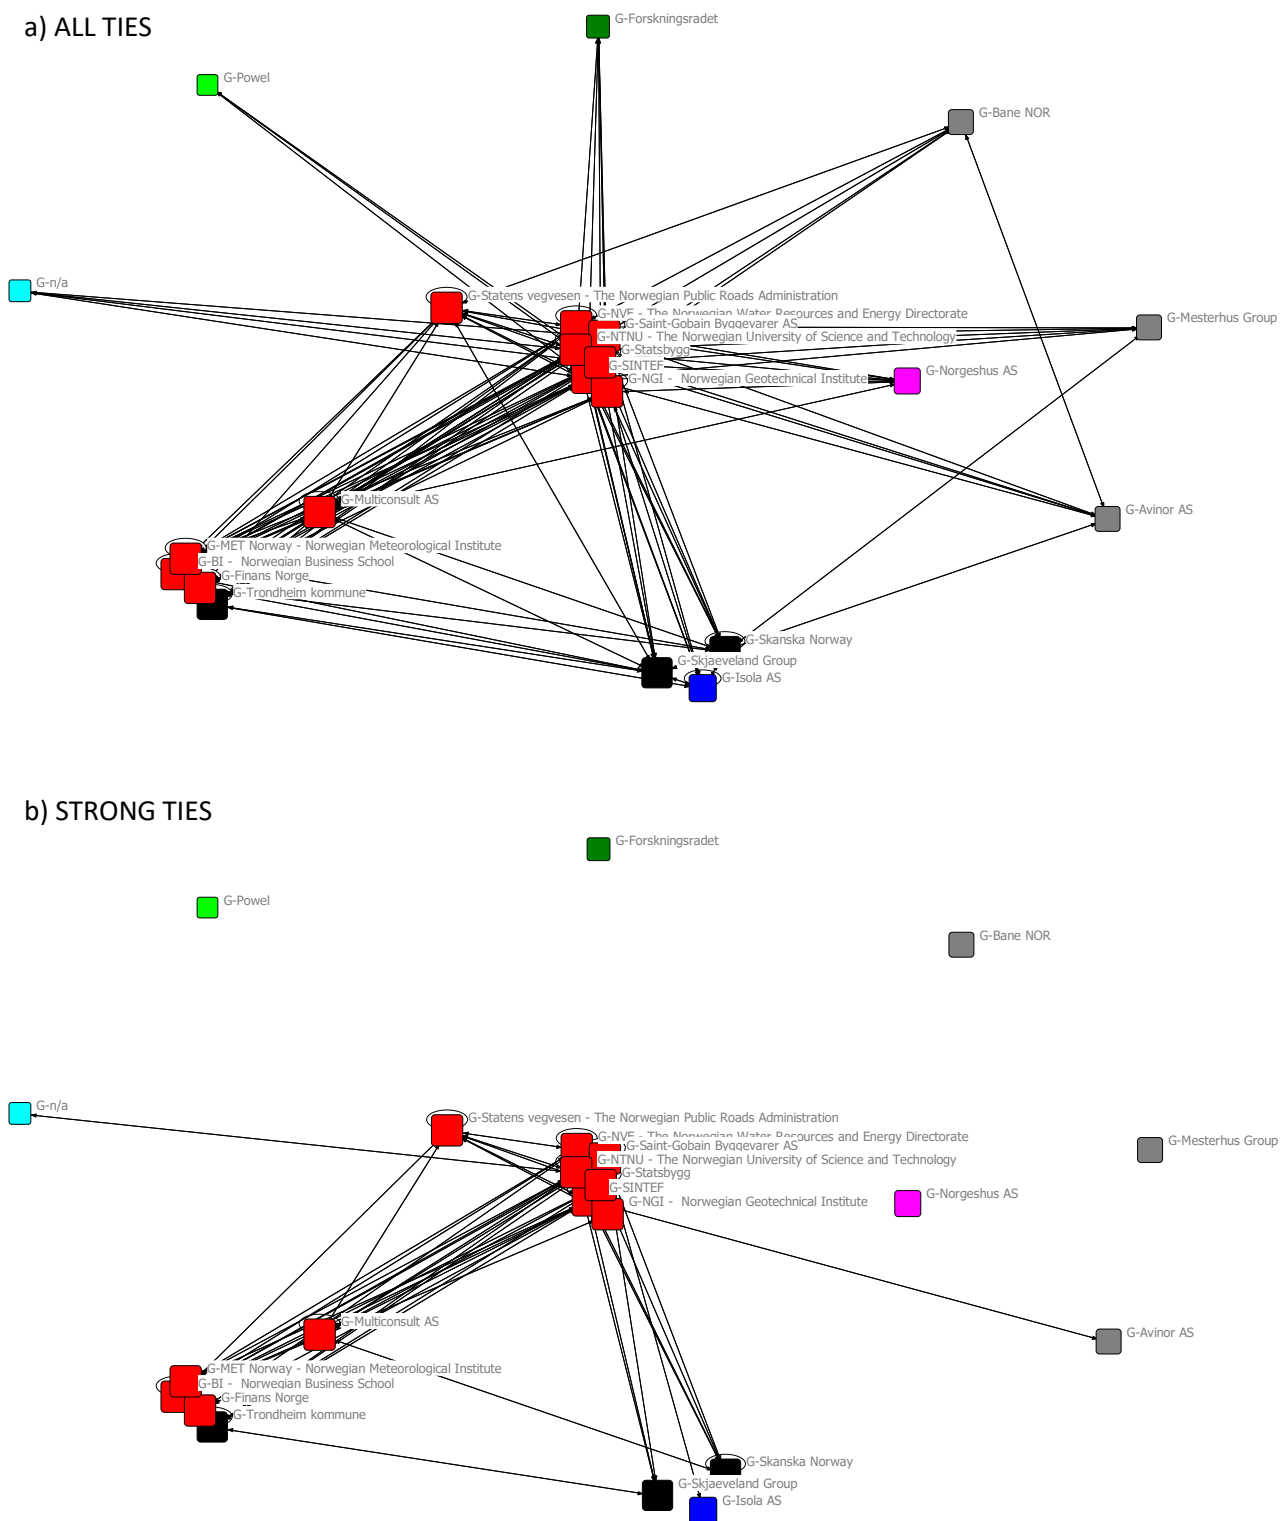 a) ALL TIES
G-Forskningsradet
G-Powel
G-Bane NOR
G-n/a
G-Statens vegvesen - The Norwegian Public Roads Administration
G-NVE - The Norwegian Water Resources and Energy Directorate
G-Mesterhus Group
G-Saint-Gobain Byggevarer AS
G-NTNU - The Norwegian University of Science and Technology
G-Statsbygg
G-SINTEF
G-Norgeshus AS
G-NGI - Norwegian Geotechnical Institute
G-Multiconsult AS
G-Avinor AS
G-MET Norway - Norwegian Meteorological Institute
G-BI - Norwegian Business School
G-Finans Norge
G-Trondheim kommune
G-Skanska Norway
G-Skjaeveland Group
G-Isola AS
b) STRONG TIES
G-Forskningsradet
G-Powel
G-Bane NOR
G-n/a
G-Statens vegvesen - The Norwegian Public Roads Administration
G-NVE - The Norwegian Water Resources and Energy Directorate
G-Mesterhus Group
G-Saint-Gobain Byggevarer AS
G-NTNU - The Norwegian University of Science and Technology
G-Statsbygg
G-SINTEF
G-Norgeshus AS
G-NGI - Norwegian Geotechnical Institute
G-Multiconsult AS
G-Avinor AS
G-MET Norway - Norwegian Meteorological Institute
G-BI - Norwegian Business School
G-Finans Norge
G-Trondheim kommune
G-Skanska Norway
G-Skjaeveland Group
G-Isola AS